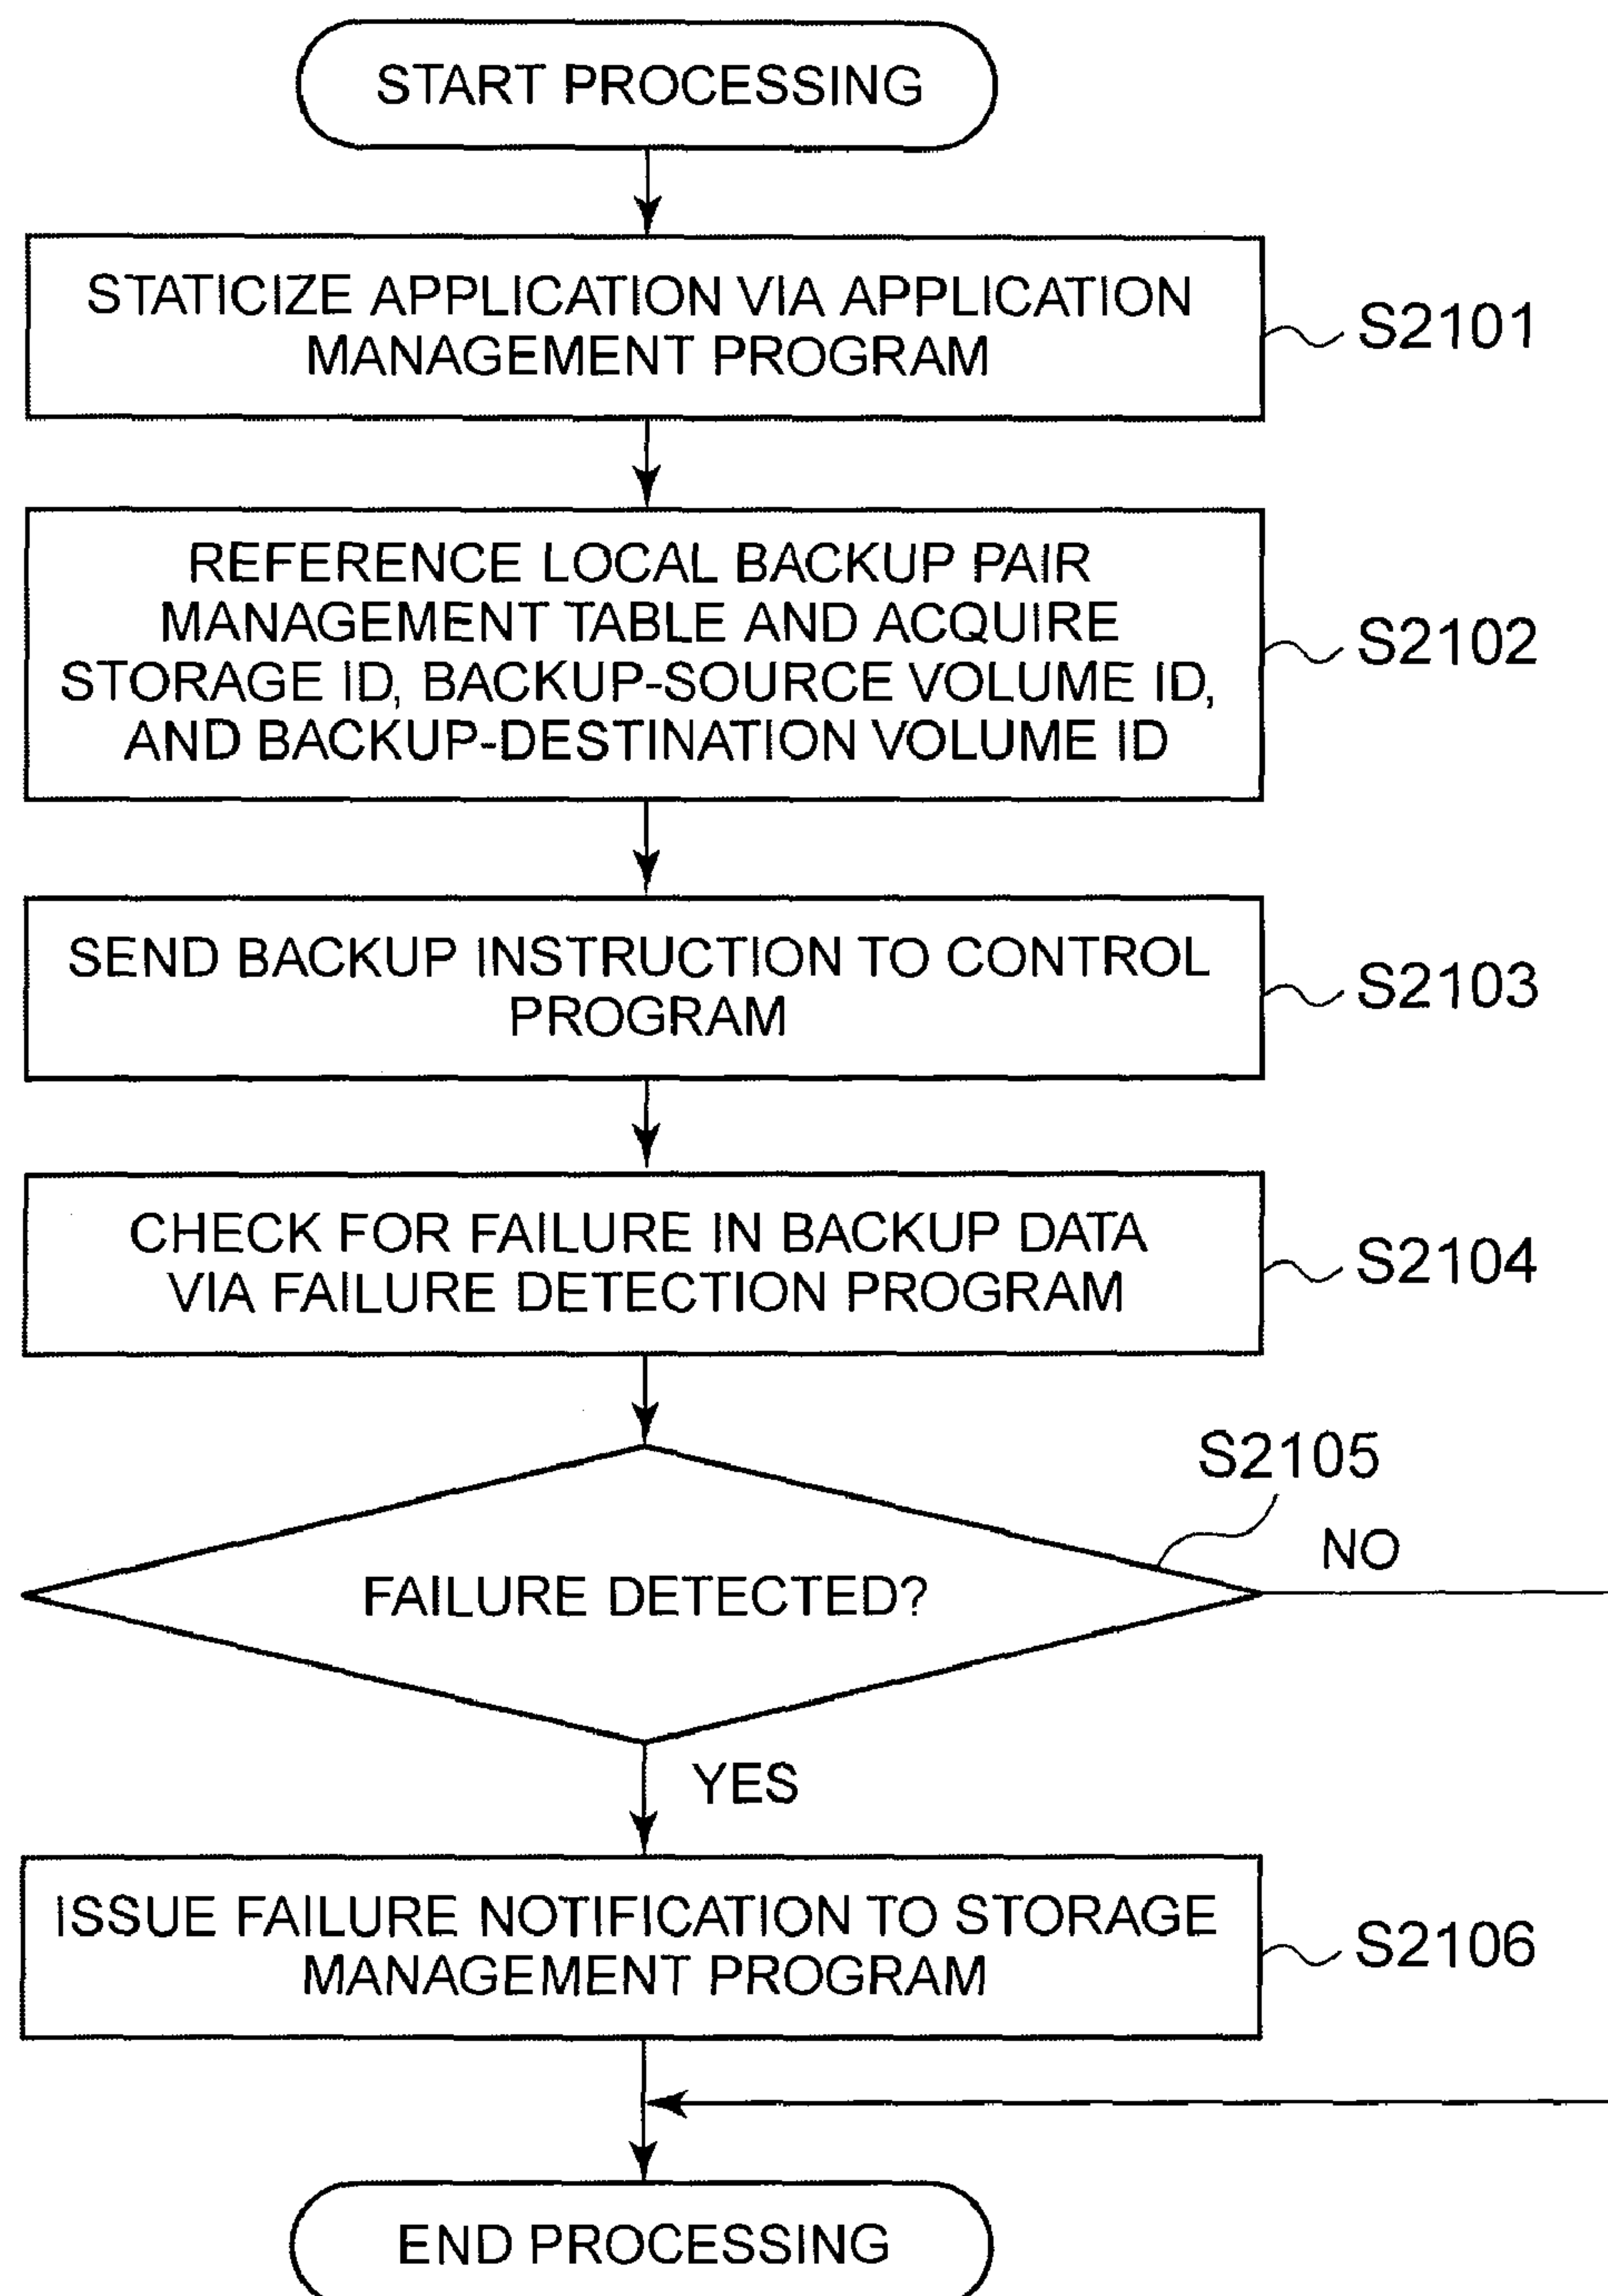 START PROCESSING
STATICIZE APPLICATION VIA APPLICATION
MANAGEMENT PROGRAM
S2101
REFERENCE LOCAL BACKUP PAIR
MANAGEMENT TABLE AND ACQUIRE
STORAGE ID, BACKUP-SOURCE VOLUME ID,
AND BACKUP-DESTINATION VOLUME ID
S2102
SEND BACKUP INSTRUCTION TO CONTROL
PROGRAM
S2103
CHECK FOR FAILURE IN BACKUP DATA
VIA FAILURE DETECTION PROGRAM
S2104
S2105
NO
FAILURE DETECTED?
YES
ISSUE FAILURE NOTIFICATION TO STORAGE
MANAGEMENT PROGRAM
S2106
END PROCESSING